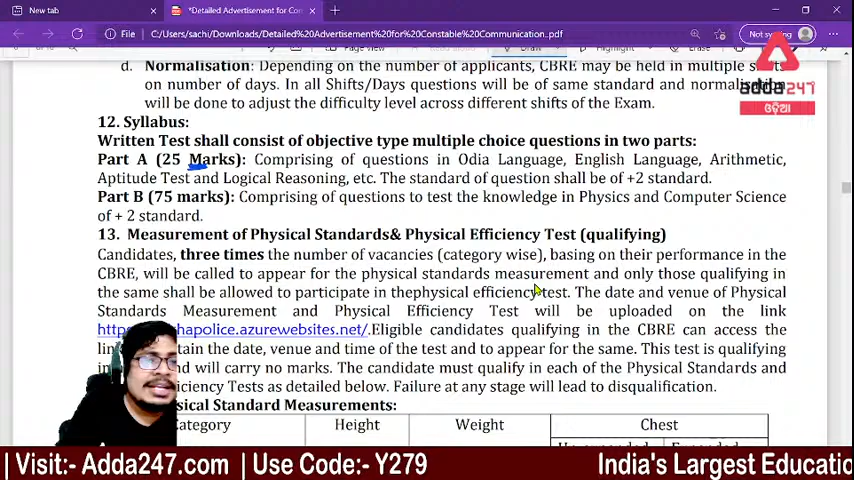 New tab
*Detailed Advertisement for Con
File
C:/Users/sachi/Downloads/Detailed%20Advertisement%20for%20Constable%20Communication_.pdf
Not syncing
Page view
Draw
Highlight
d. Normalisation: Depending on the number of applicants, CBRE may be held in multiple shifts
on number of days. In all Shifts/Days questions will be of same standard and normalisation
will be done to adjust the difficulty level across different shifts of the Exam.
adda247
ଓଡ଼ିଆ
12. Syllabus:
Written Test shall consist of objective type multiple choice questions in two parts:
Part A (25 Marks): Comprising of questions in Odia Language, English Language, Arithmetic,
Aptitude Test and Logical Reasoning, etc. The standard of question shall be of +2 standard.
Part B (75 marks): Comprising of questions to test the knowledge in Physics and Computer Science
of + 2 standard.
13. Measurement of Physical Standards& Physical Efficiency Test (qualifying)
Candidates, three times the number of vacancies (category wise), basing on their performance in the
CBRE, will be called to appear for the physical standards measurement and only those qualifying in
the same shall be allowed to participate in thephysical efficiency test. The date and venue of Physical
Standards Measurement and Physical Efficiency Test will be uploaded on the link
http hapolice.azurewebsites.net/.Eligible candidates qualifying in the CBRE can access the
lin tain the date, venue and time of the test and to appear for the same. This test is qualifying
in nd will carry no marks. The candidate must qualify in each of the Physical Standards and
iciency Tests as detailed below. Failure at any stage will lead to disqualification.
sical Standard Measurements:
Category Height Weight Chest
| Visit:- Adda247.com | Use Code:- Y279
India's Largest Educatio